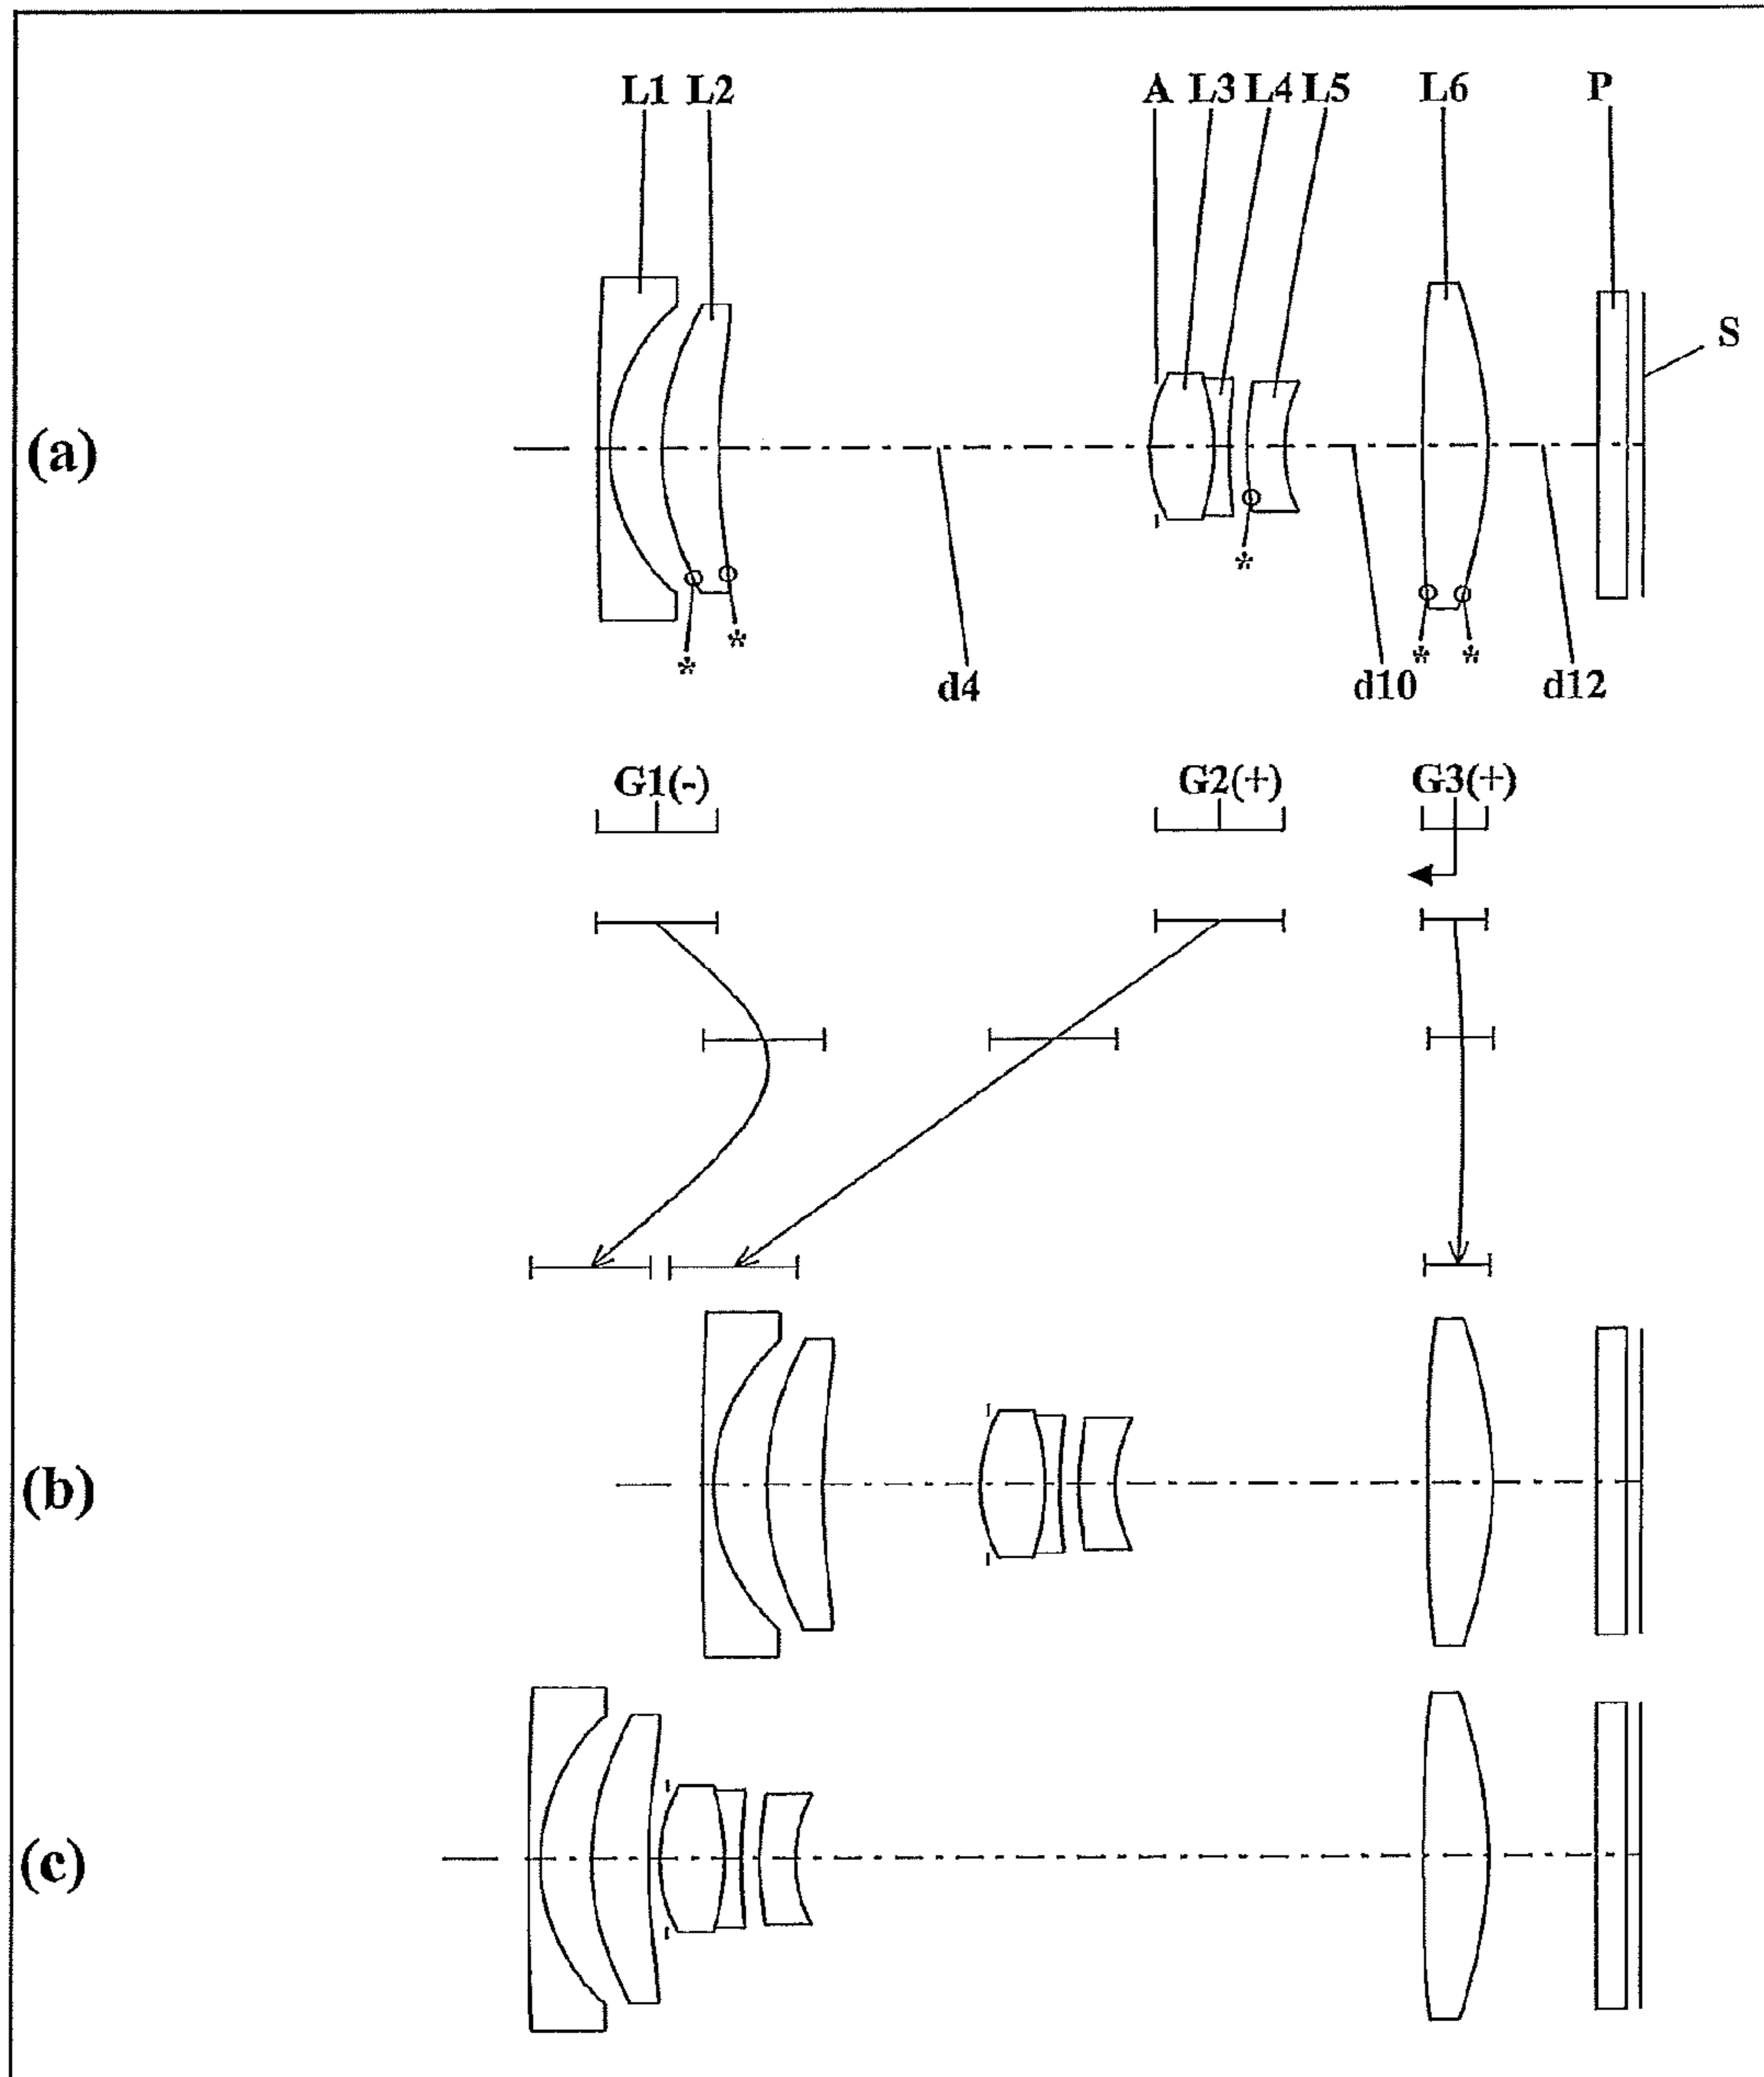 L1 L2 A L3 L4 L5 L6 P
S
(a)
*
* * * *
d4 d10 d12
G1(-) G2(+) G3(+)
(b)
(c)